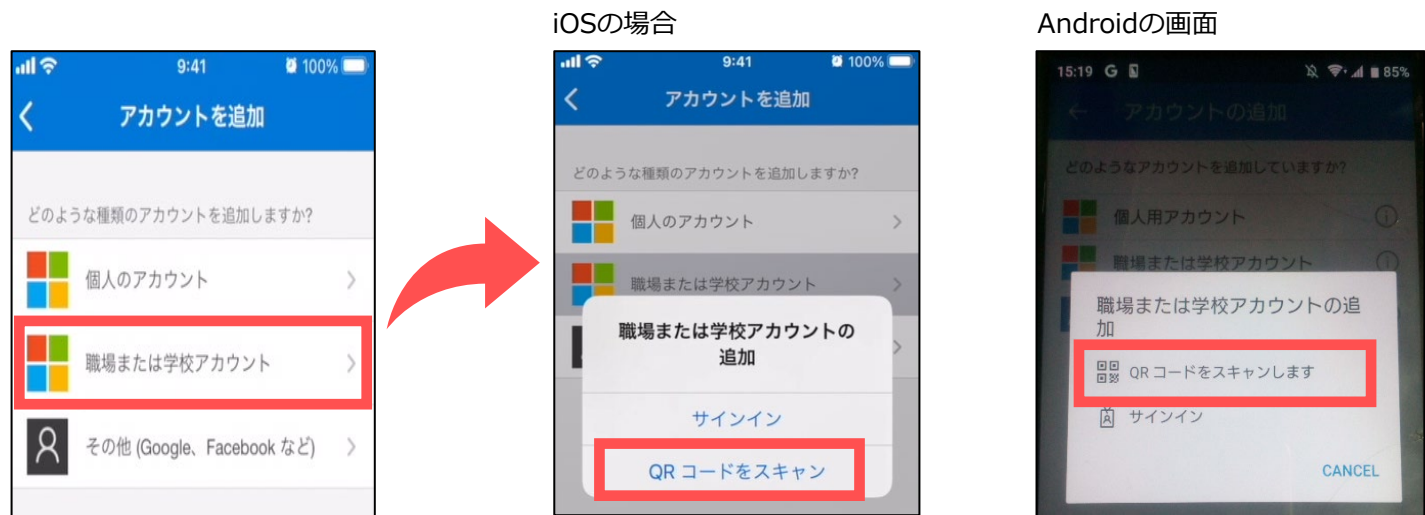 iOSの場合
Androidの画面
9:41
100%
アカウントを追加
どのような種類のアカウントを追加しますか?
個人のアカウント
職場または学校アカウント
その他 (Google、Facebook など)
9:41
100%
アカウントを追加
どのような種類のアカウントを追加しますか?
個人のアカウント
職場または学校アカウント
職場または学校アカウントの
追加
サインイン
QR コードをスキャン
15:19 G
85%
アカウントの追加
どのようなアカウントを追加していますか?
個人用アカウント
職場または学校アカウント
職場または学校アカウントの追
加
QR コードをスキャンします
サインイン
CANCEL